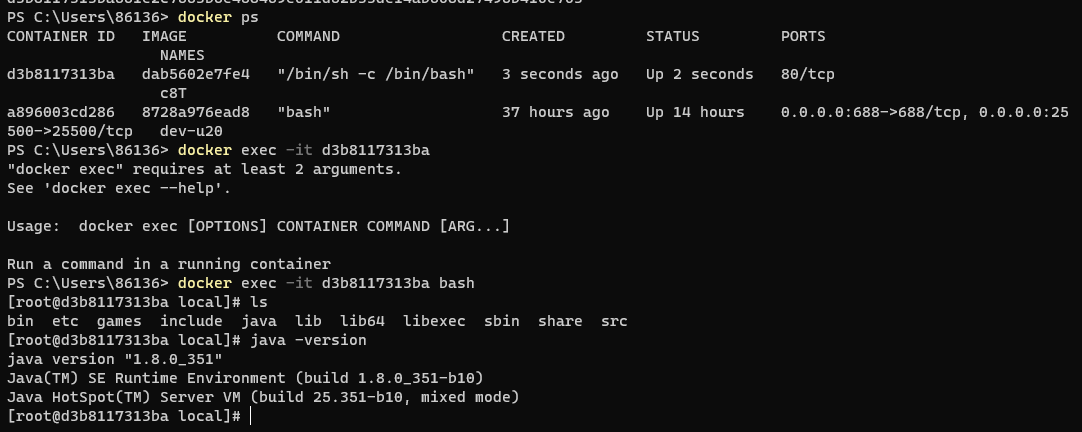 PS C:\Users\86136> docker ps
CONTAINER ID   IMAGE          COMMAND                  CREATED         STATUS         PORTS
                 NAMES
d3b8117313ba   dab5602e7fe4   "/bin/sh -c /bin/bash"   3 seconds ago   Up 2 seconds   80/tcp
                 c8T
a896003cd286   8728a976ead8   "bash"                   37 hours ago    Up 14 hours    0.0.0.0:688->688/tcp, 0.0.0.0:25
500->25500/tcp   dev-u20
PS C:\Users\86136> docker exec -it d3b8117313ba
"docker exec" requires at least 2 arguments.
See 'docker exec --help'.

Usage:  docker exec [OPTIONS] CONTAINER COMMAND [ARG...]

Run a command in a running container
PS C:\Users\86136> docker exec -it d3b8117313ba bash
[root@d3b8117313ba local]# ls
bin  etc  games  include  java  lib  lib64  libexec  sbin  share  src
[root@d3b8117313ba local]# java -version
java version "1.8.0_351"
Java(TM) SE Runtime Environment (build 1.8.0_351-b10)
Java HotSpot(TM) Server VM (build 25.351-b10, mixed mode)
[root@d3b8117313ba local]#